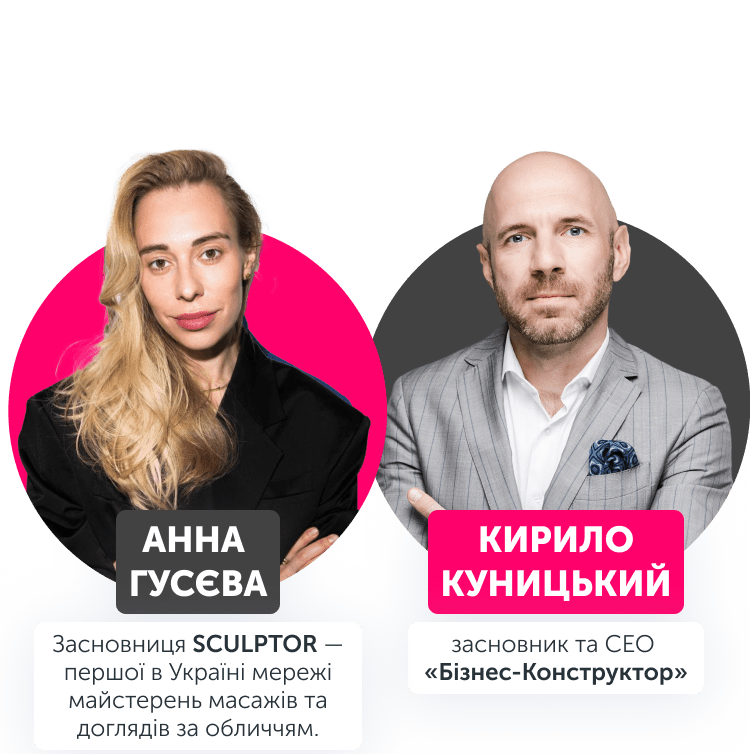 АННА
ГУСЄВА
Засновниця SCULPTOR —
першої в Україні мережі
майстерень масажів та
доглядів за обличчям.
КИРИЛО
КУНИЦЬКИЙ
засновник та СЕО
«Бізнес-Конструктор»